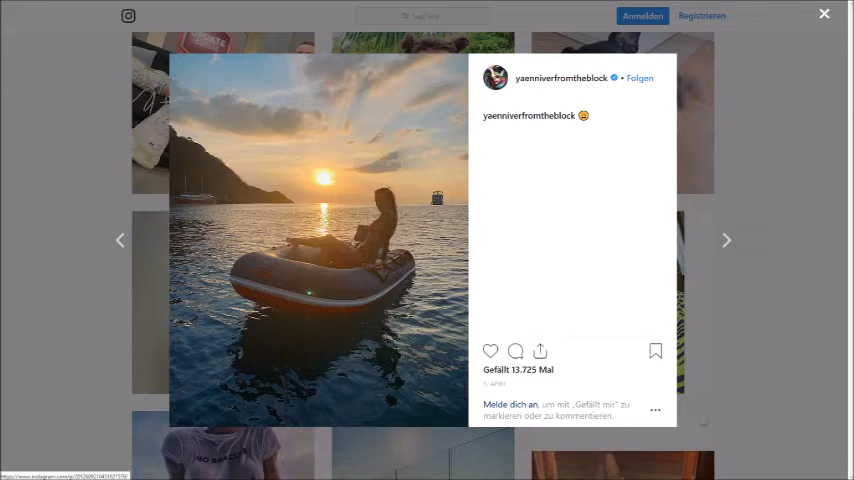 Suchen
Anmelden
Registrieren
yaenniverfromtheblock • Folgen
yaenniverfromtheblock
Gefällt 13.725 Mal
5. APRIL
Melde dich an, um mit „Gefällt mir“ zu
markieren oder zu kommentieren.
NO BRACCO